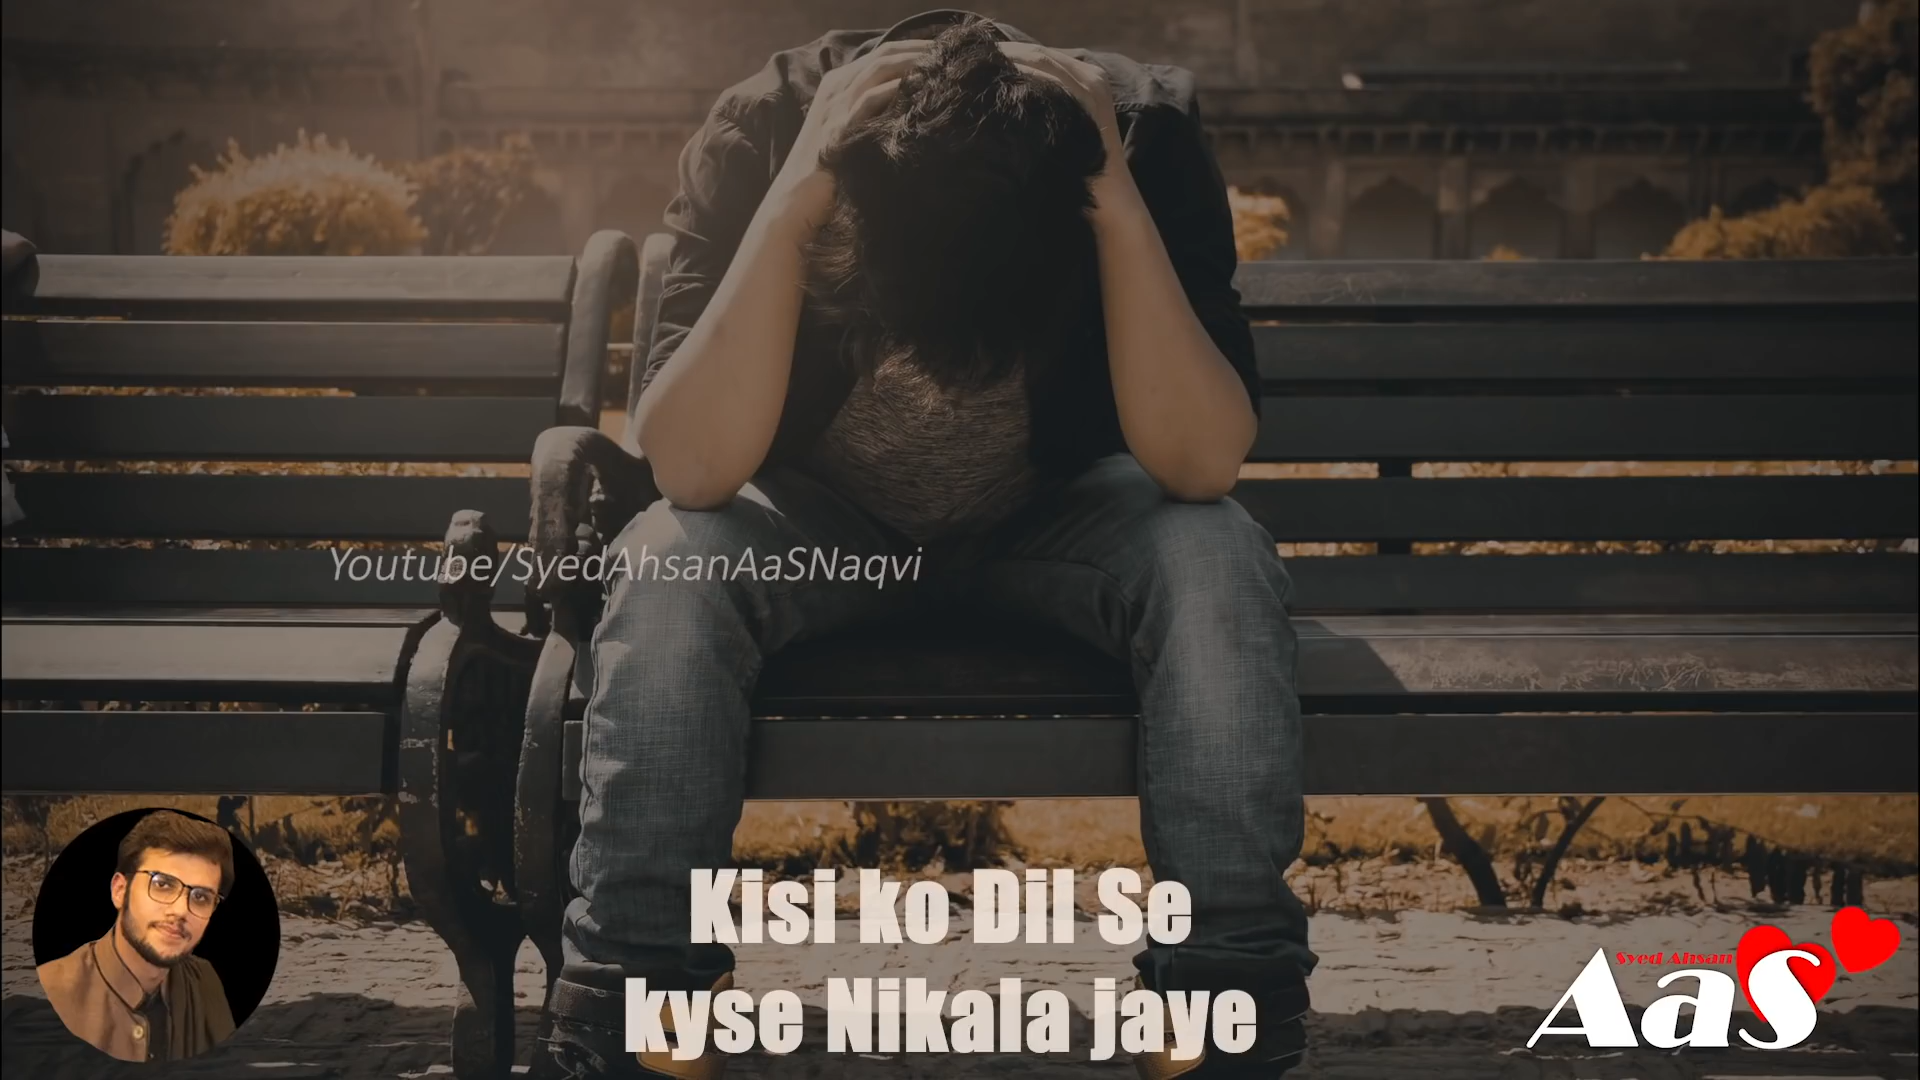 Youtube/SyedAhsanAaSNaqvi
Kisi ko Dil Se
kyse Nikala jaye
Syed Ahsan
AaS